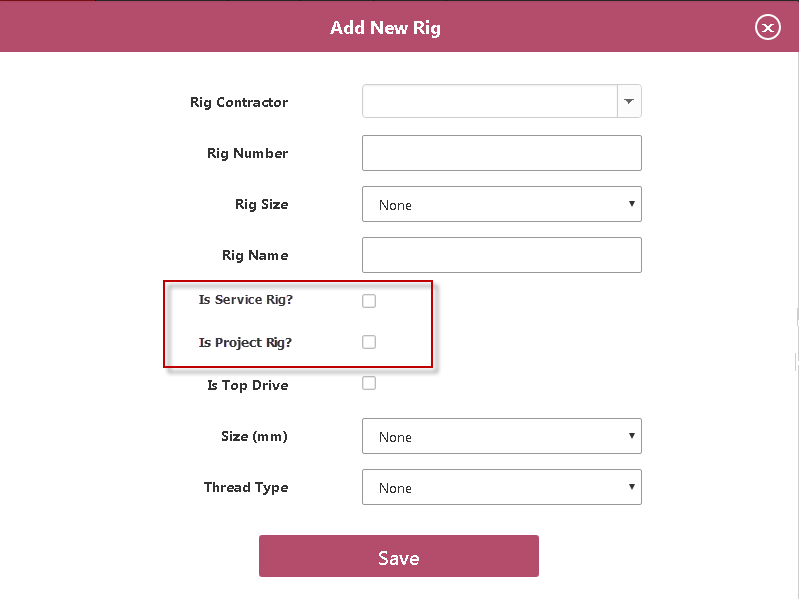 Add New Rig
Rig Contractor
Rig Number
Rig Size None
Rig Name
Is Service Rig?
Is Project Rig?
Is Top Drive
Size (mm) None
Thread Type None
Save